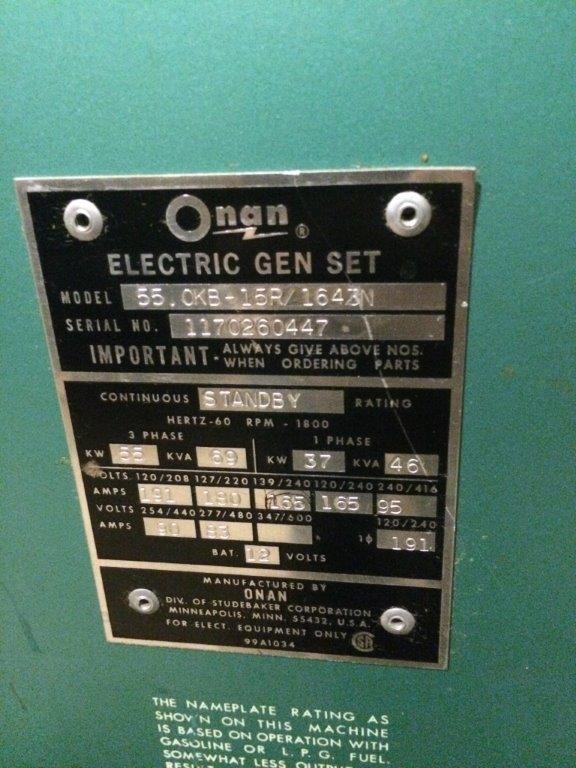 Onan ®
ELECTRIC GEN SET
MODEL 55.0KB-15R/1643N
SERIAL NO. 1170260447
IMPORTANT- ALWAYS GIVE ABOVE NOS.
WHEN ORDERING PARTS
CONTINUOUS STANDBY RATING
HERTZ-60 RPM - 1800
3 PHASE 1 PHASE
KW 55 KVA 69 KW 37 KVA 46
VOLTS 120/208 127/220 139/240 120/240 240/416
AMPS 191 180 165 165 95
VOLTS 254/440 277/480 347/600 120/240
AMPS 90 83 1ϕ 191
BAT. 12 VOLTS
MANUFACTURED BY
ONAN
DIV. OF STUDEBAKER CORPORATION
MINNEAPOLIS, MINN. 55432, U.S.A.
FOR ELECT. EQUIPMENT ONLY
99A1034
THE NAMEPLATE RATING AS
SHOWN ON THIS MACHINE
IS BASED ON OPERATION WITH
GASOLINE OR L.P.G. FUEL.
SOMEWHAT LESS